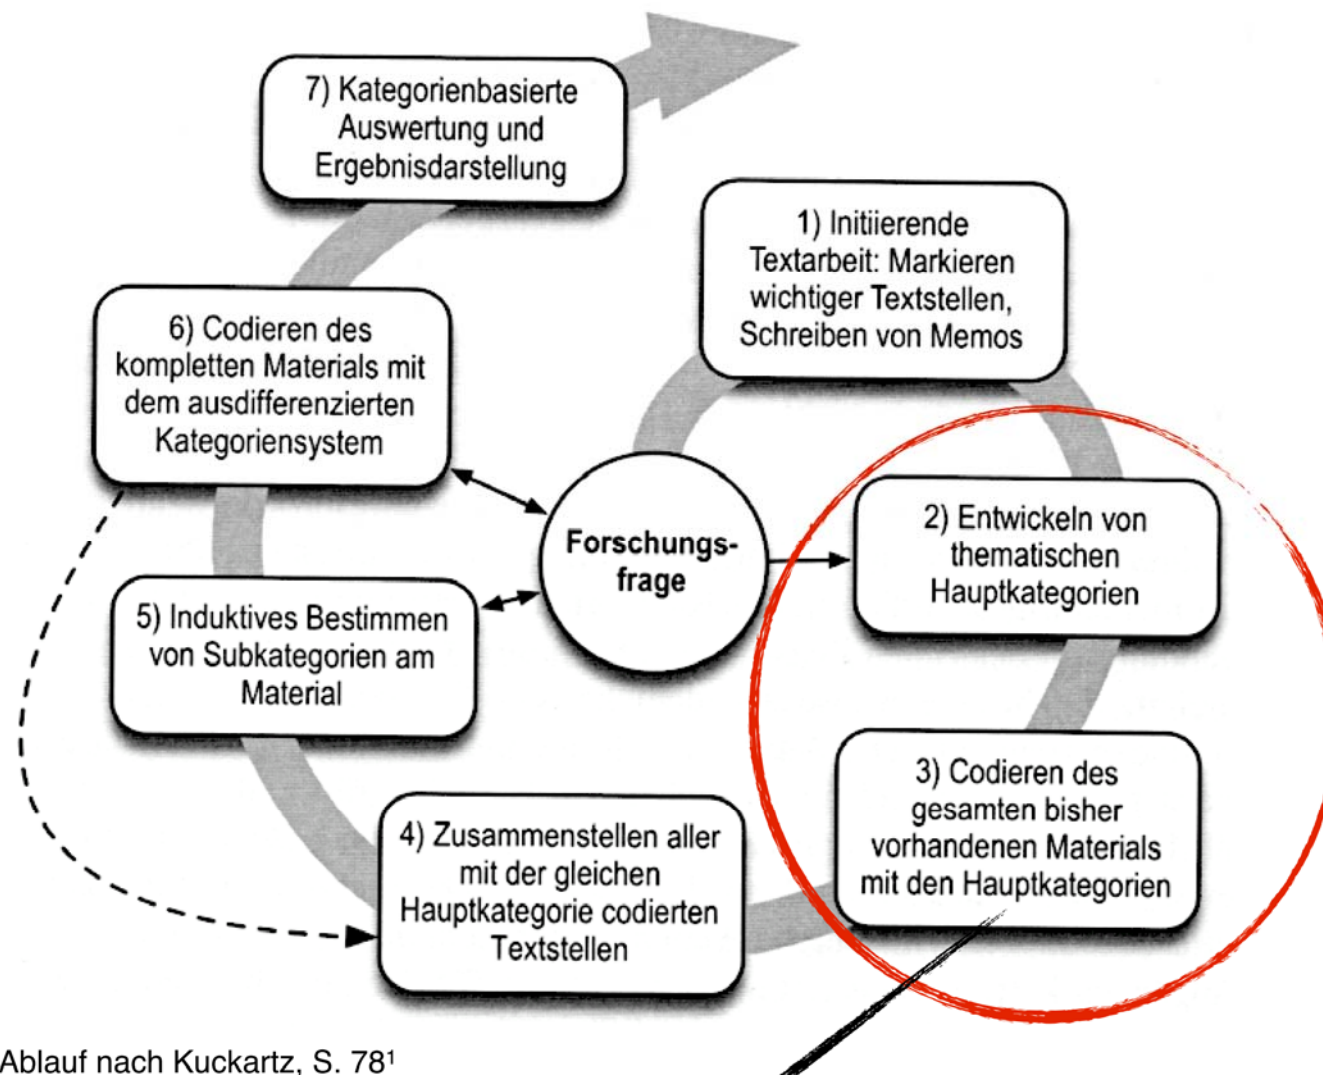 7) Kategorienbasierte
Auswertung und
Ergebnisdarstellung
1) Initiierende
Textarbeit: Markieren
wichtiger Textstellen,
Schreiben von Memos
6) Codieren des
kompletten Materials mit
dem ausdifferenzierten
Kategoriensystem
Forschungs-
frage
2) Entwickeln von
thematischen
Hauptkategorien
5) Induktives Bestimmen
von Subkategorien am
Material
3) Codieren des
gesamten bisher
vorhandenen Materials
mit den Hauptkategorien
4) Zusammenstellen aller
mit der gleichen
Hauptkategorie codierten
Textstellen
Ablauf nach Kuckartz, S. 78¹